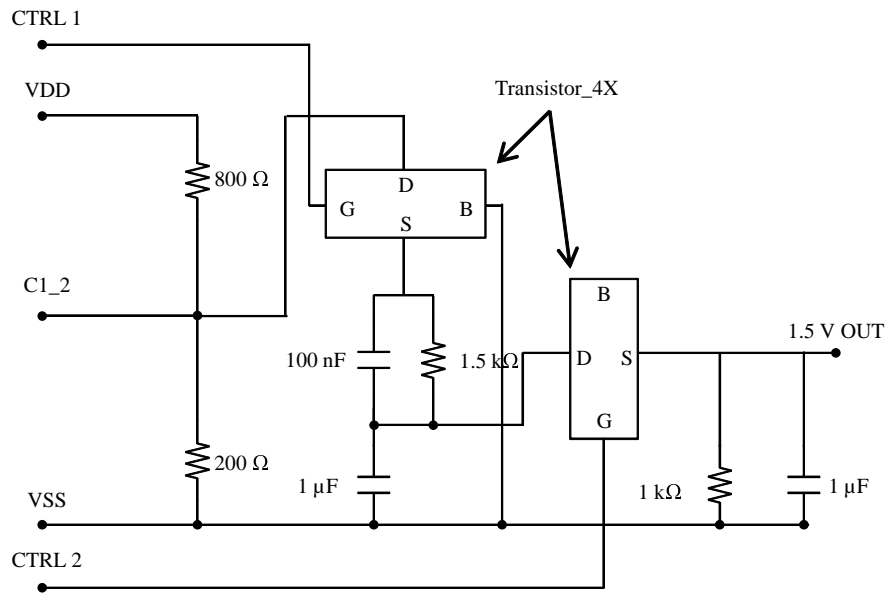 CTRL 1
VDD
Transistor_4X
800 Ω
D
G
B
S
C1_2
B
1.5 V OUT
100 nF
1.5 kΩ
D
S
G
200 Ω
1 µF
1 kΩ
1 µF
VSS
CTRL 2